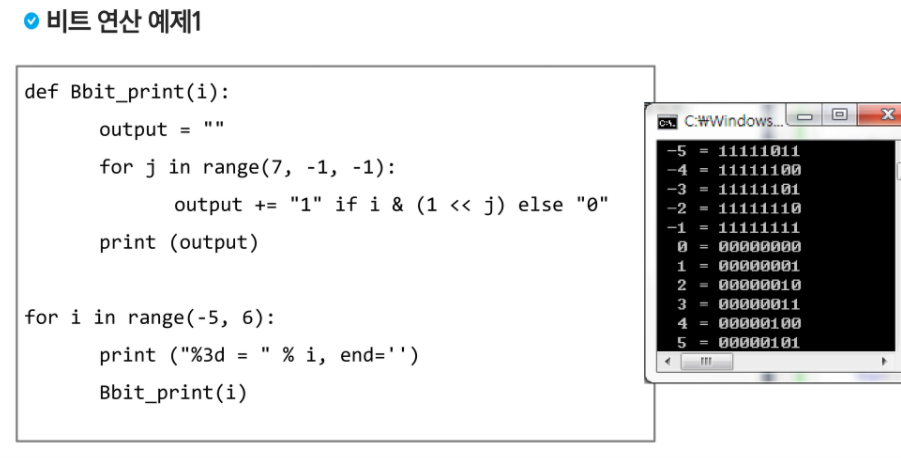 비트 연산 예제1
def Bbit_print(i):
output = ""
for j in range(7, -1, -1):
output += "1" if i & (1 << j) else "0"
print (output)
for i in range(-5, 6):
print ("%3d = " % i, end='')
Bbit_print(i)
C:\. C:₩Windows...
-5 = 11111011
-4 = 11111100
-3 = 11111101
-2 = 11111110
-1 = 11111111
0 = 00000000
1 = 00000001
2 = 00000010
3 = 00000011
4 = 00000100
5 = 00000101